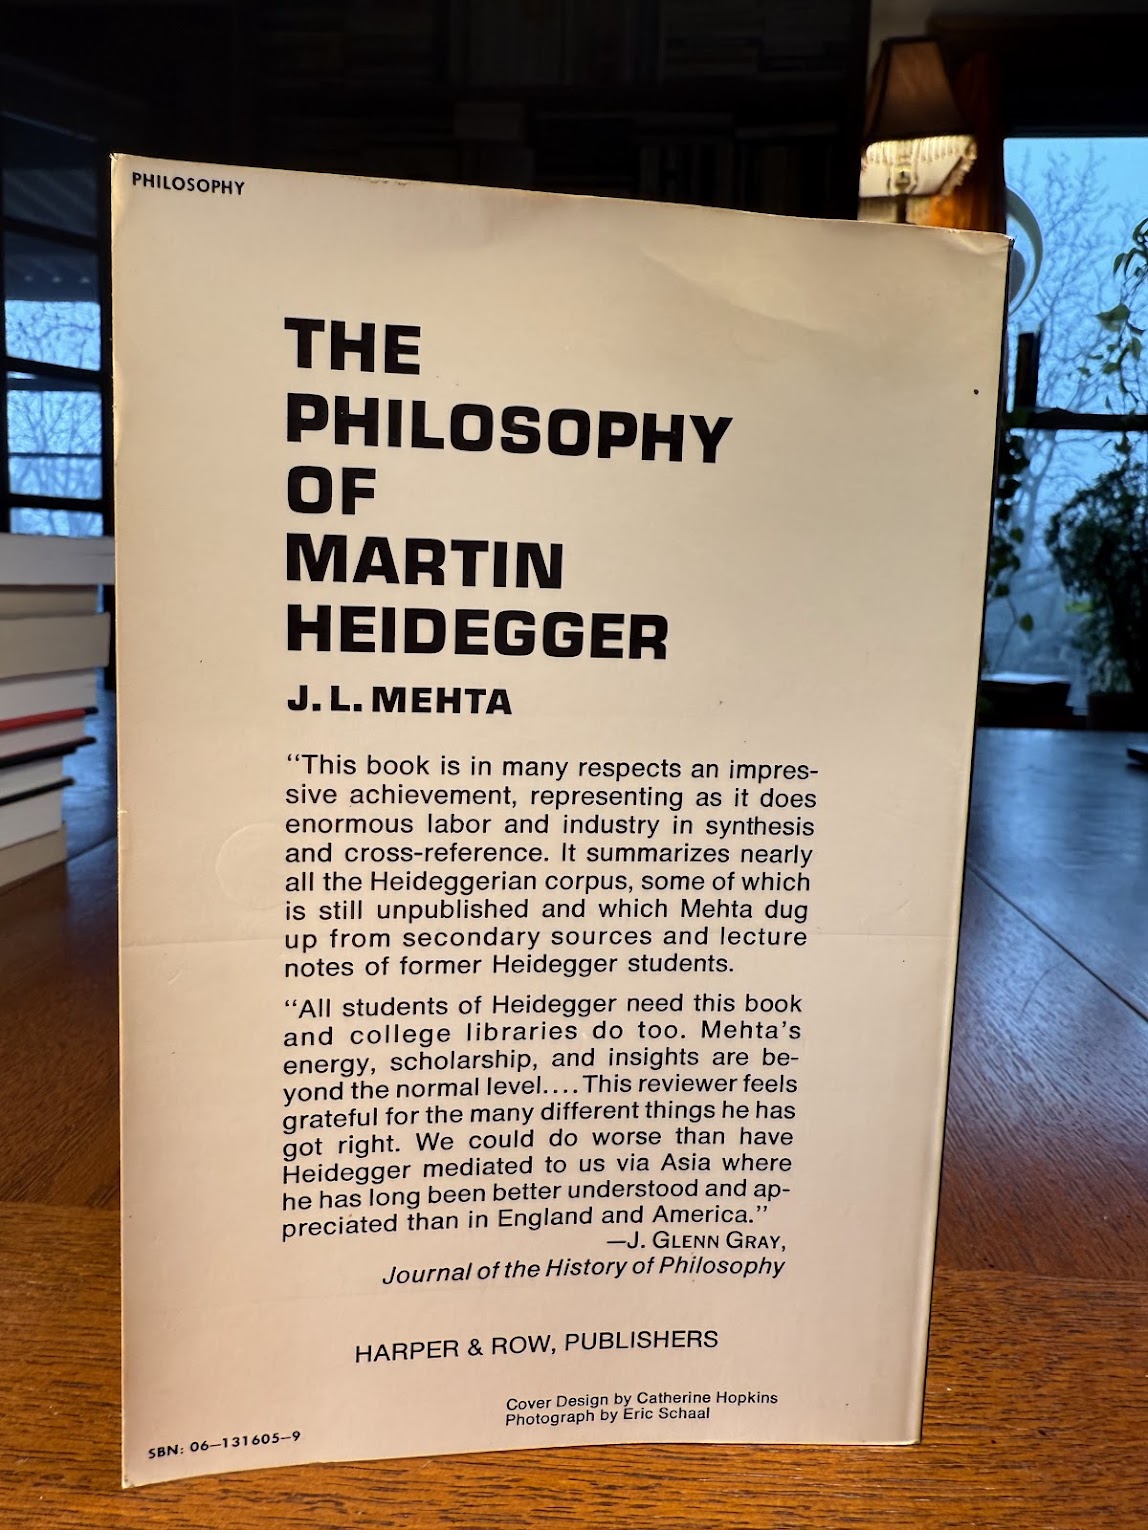 PHILOSOPHY
THE
PHILOSOPHY
OF
MARTIN
HEIDEGGER
J. L. MEHTA
“This book is in many respects an impres-
sive achievement, representing as it does
enormous labor and industry in synthesis
and cross-reference. It summarizes nearly
all the Heideggerian corpus, some of which
is still unpublished and which Mehta dug
up from secondary sources and lecture
notes of former Heidegger students.
“All students of Heidegger need this book
and college libraries do too. Mehta’s
energy, scholarship, and insights are be-
yond the normal level.... This reviewer feels
grateful for the many different things he has
got right. We could do worse than have
Heidegger mediated to us via Asia where
he has long been better understood and ap-
preciated than in England and America.”
—J. GLENN GRAY,
Journal of the History of Philosophy
HARPER & ROW, PUBLISHERS
Cover Design by Catherine Hopkins
Photograph by Eric Schaal
SBN: 06–131605–9